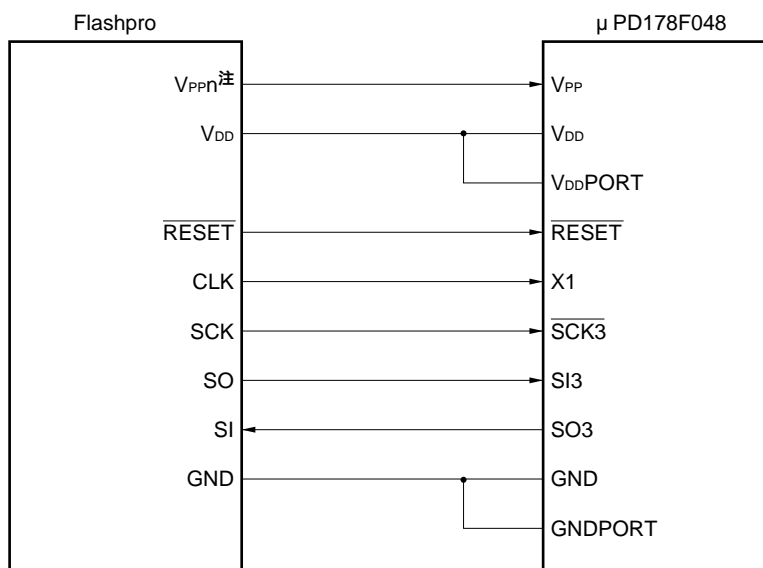 Flashpro
μ PD178F048
VPPn注
VPP
VDD
VDD
VDDPORT
RESET
RESET
CLK
X1
SCK
SCK3
SO
SI3
SI
SO3
GND
GND
GNDPORT